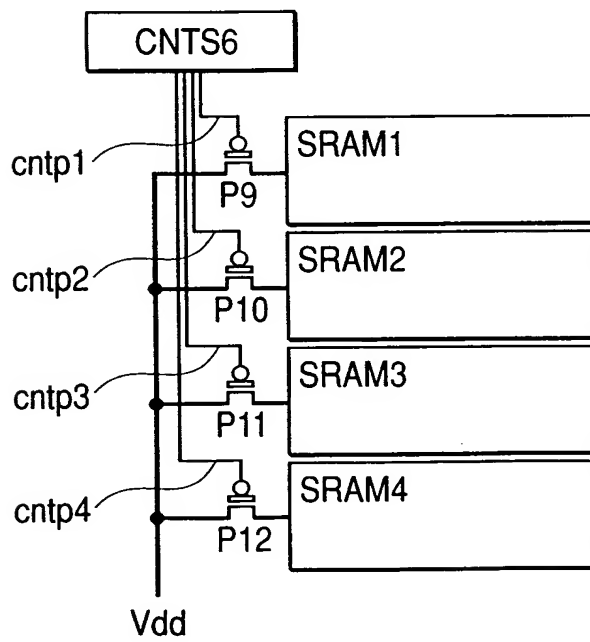 CNTS6
cntp1
P9
SRAM1
cntp2
P10
SRAM2
cntp3
P11
SRAM3
cntp4
P12
SRAM4
Vdd